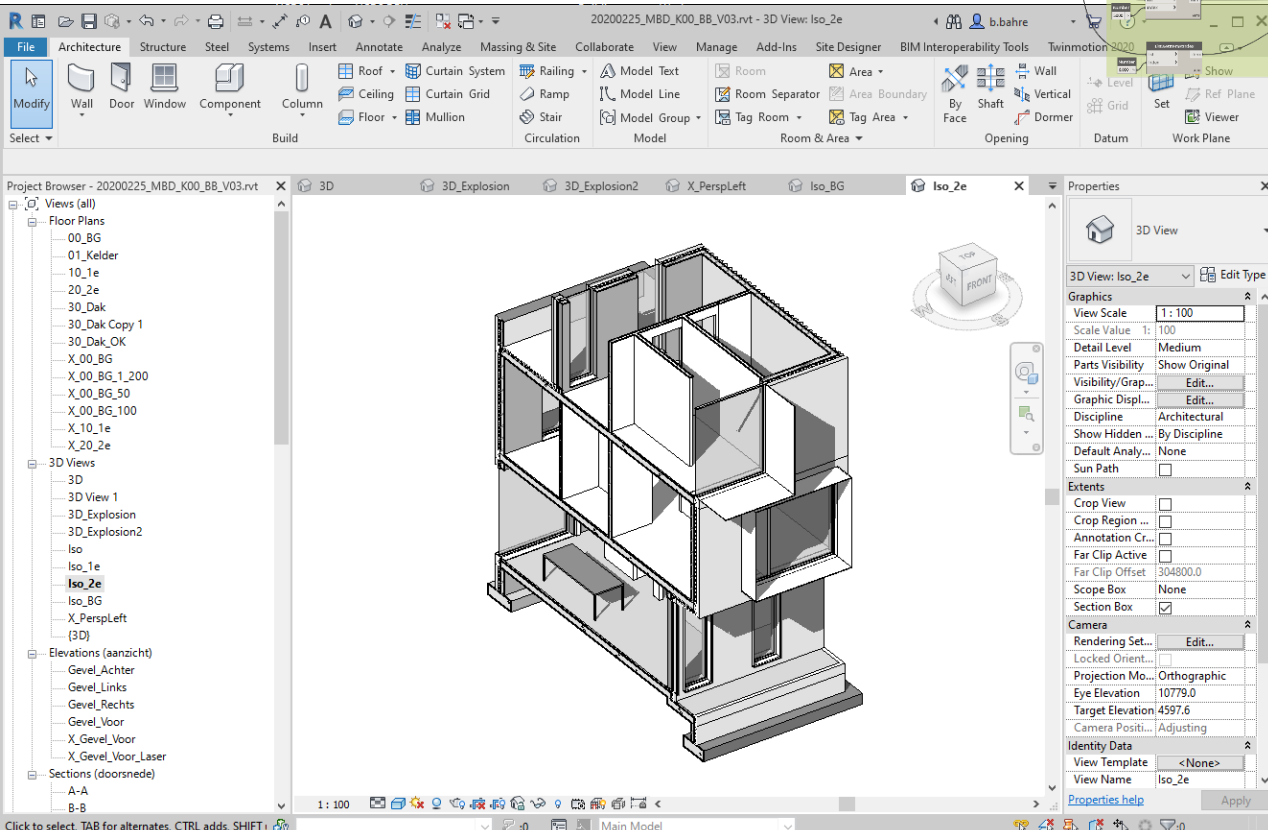 20200225_MBD_K00_BB_V03.rvt - 3D View: Iso_2e
b.bahre
File Architecture Structure Steel Systems Insert Annotate Analyze Massing & Site Collaborate View Manage Add-Ins Site Designer BIM Interoperability Tools Twinmotion 2020
Modify Wall Door Window Component Column
Roof Curtain System Railing Model Text Room Area Wall Level Show
Ceiling Curtain Grid Ramp Model Line Room Separator Area Boundary Vertical Grid Ref Plane
Floor Mullion Stair Model Group Tag Room Tag Area Dormer Viewer
By Face Shaft Set
Select Build Circulation Model Room & Area Opening Datum Work Plane
Project Browser - 20200225_MBD_K00_BB_V03.rvt
3D 3D_Explosion 3D_Explosion2 X_PerspLeft Iso_BG Iso_2e
Views (all)
Floor Plans
00_BG
01_Kelder
10_1e
20_2e
30_Dak
30_Dak Copy 1
30_Dak_OK
X_00_BG
X_00_BG_1_200
X_00_BG_50
X_00_BG_100
X_10_1e
X_20_2e
3D Views
3D
3D View 1
3D_Explosion
3D_Explosion2
Iso
Iso_1e
Iso_2e
Iso_BG
X_PerspLeft
{3D}
Elevations (aanzicht)
Gevel_Achter
Gevel_Links
Gevel_Rechts
Gevel_Voor
X_Gevel_Voor
X_Gevel_Voor_Laser
Sections (doorsnede)
A-A
B-B
TOP
FRONT
Properties
3D View
3D View: Iso_2e Edit Type
Graphics
View Scale 1 : 100
Scale Value 1: 100
Detail Level Medium
Parts Visibility Show Original
Visibility/Grap... Edit...
Graphic Displ... Edit...
Discipline Architectural
Show Hidden ... By Discipline
Default Analy... None
Sun Path
Extents
Crop View
Crop Region ...
Annotation Cr...
Far Clip Active
Far Clip Offset 304800.0
Scope Box None
Section Box
Camera
Rendering Set... Edit...
Locked Orient...
Projection Mo... Orthographic
Eye Elevation 10779.0
Target Elevation 4597.6
Camera Positi... Adjusting
Identity Data
View Template <None>
View Name Iso_2e
Properties help Apply
1 : 100
Click to select, TAB for alternates, CTRL adds, SHIFT
:0 Main Model :0